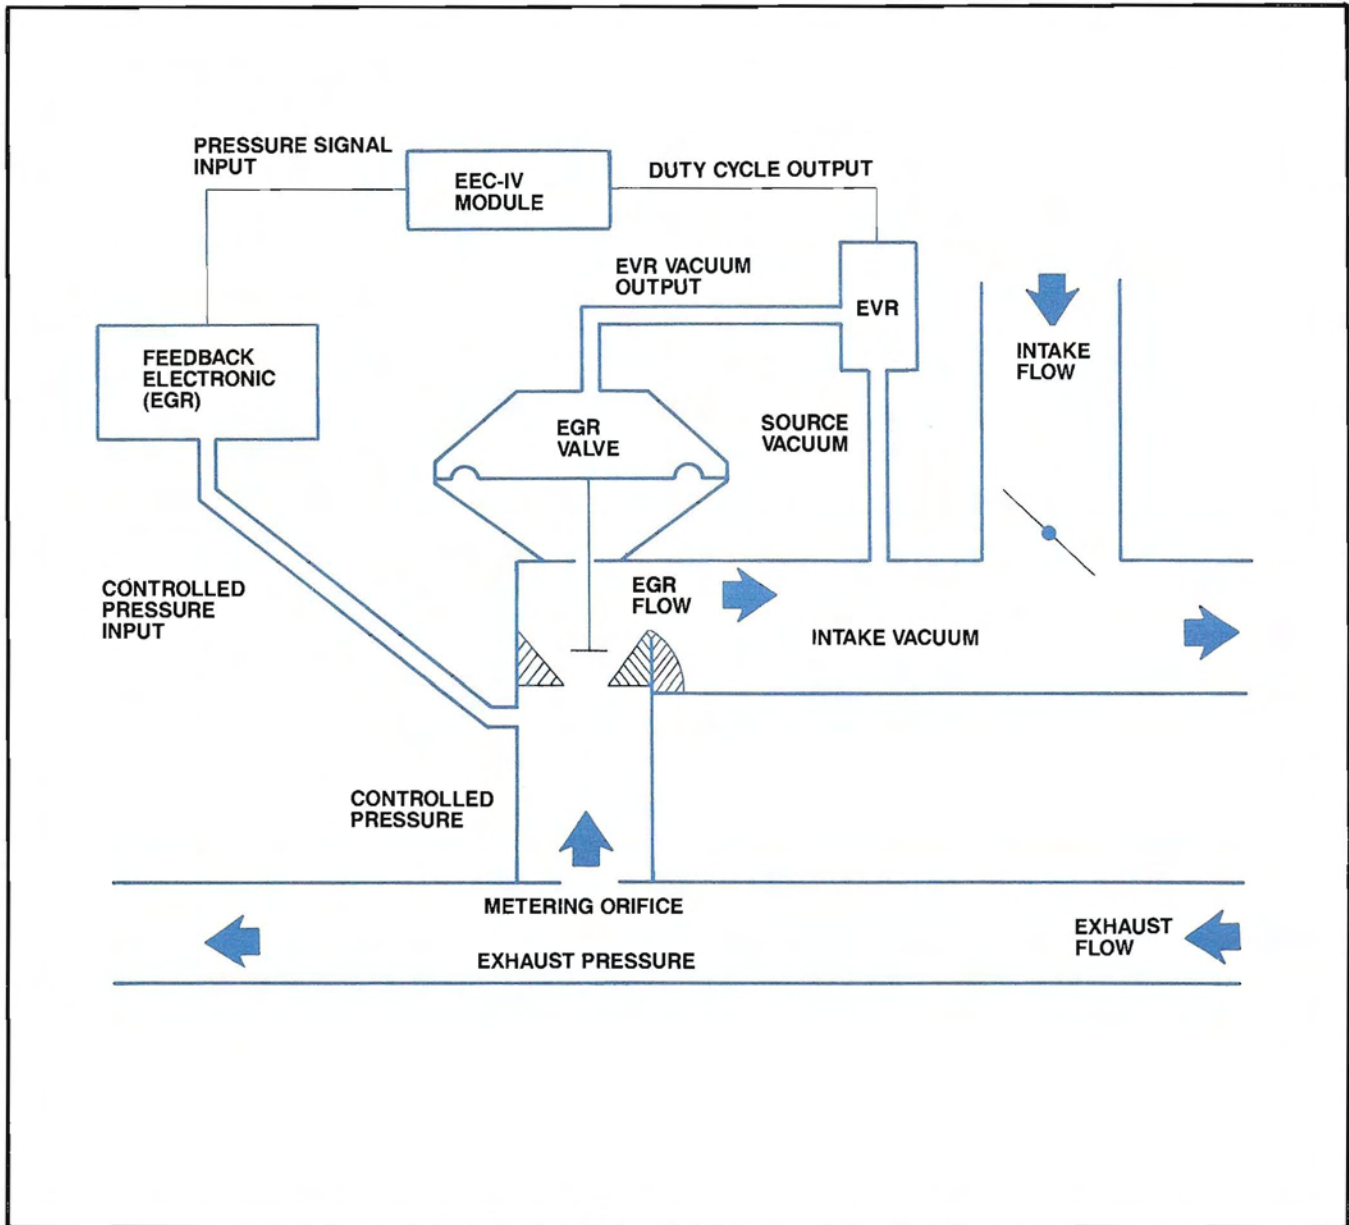 PRESSURE SIGNAL
INPUT
EEC-IV
MODULE
DUTY CYCLE OUTPUT
EVR VACUUM
OUTPUT
EVR
INTAKE
FLOW
FEEDBACK
ELECTRONIC
(EGR)
EGR
VALVE
SOURCE
VACUUM
CONTROLLED
PRESSURE
INPUT
EGR
FLOW
INTAKE VACUUM
CONTROLLED
PRESSURE
METERING ORIFICE
EXHAUST
FLOW
EXHAUST PRESSURE